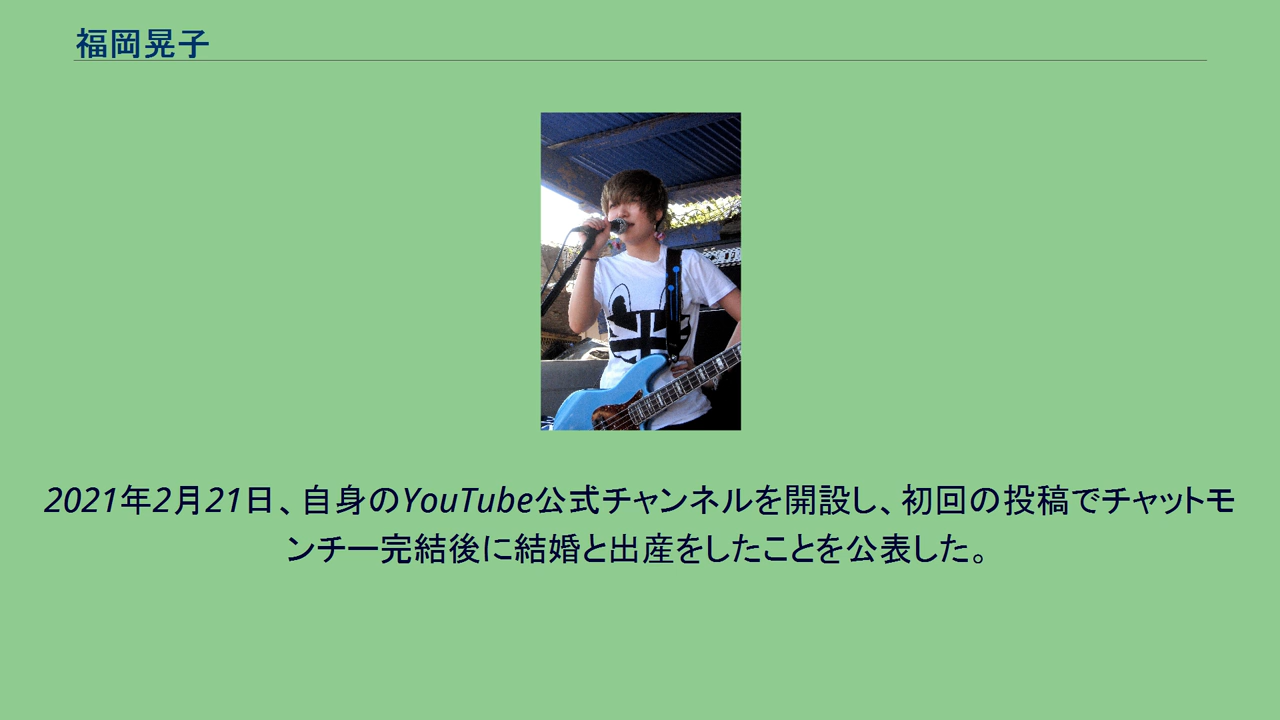 福岡晃子
2021年2月21日、自身のYouTube公式チャンネルを開設し、初回の投稿でチャットモ
ンチー完結後に結婚と出産をしたことを公表した。